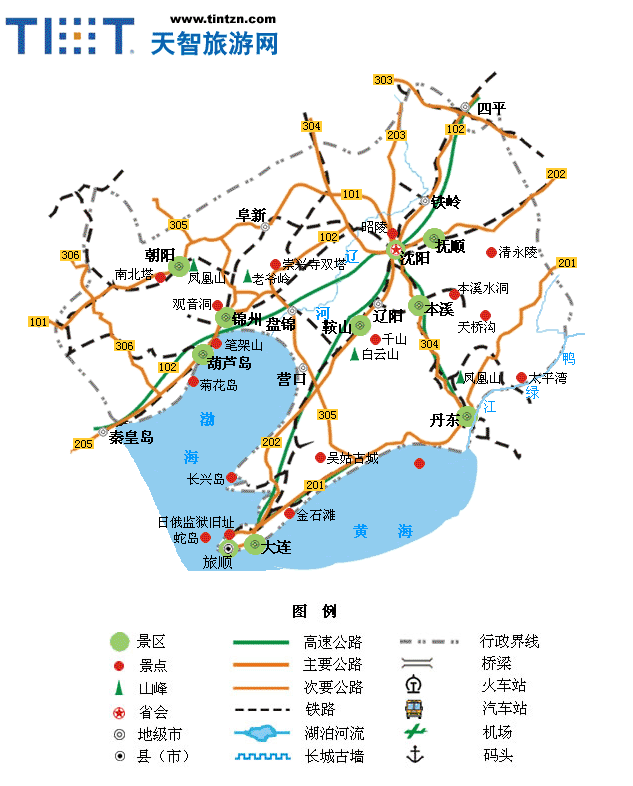 www.tintzn.com
TIET 天智旅游网
303
四平
304
203
102
202
101
铁岭
305
阜新
昭陵
102
抚顺
306
朝阳
辽
沈阳
清永陵
南北塔
凤凰山
老爷岭
崇兴寺双塔
201
本溪水洞
观音洞
河
辽阳
本溪
101
锦州
盘锦
鞍山
天桥沟
306
笔架山
千山
304
葫芦岛
白云山
鸭
102
菊花岛
营口
凤凰山
太平湾
绿
渤
305
江
205
秦皇岛
丹东
海
202
吴姑古城
长兴岛
201
日俄监狱旧址
金石滩
蛇岛
黄 海
大连
旅顺
图 例
景区
高速公路
行政界线
景点
主要公路
桥梁
山峰
次要公路
火车站
省会
铁路
汽车站
地级市
湖泊河流
机场
县（市）
长城古墙
码头